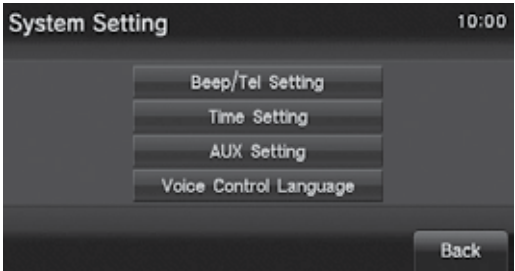 System Setting
10:00
Beep/Tel Setting
Time Setting
AUX Setting
Voice Control Language
Back